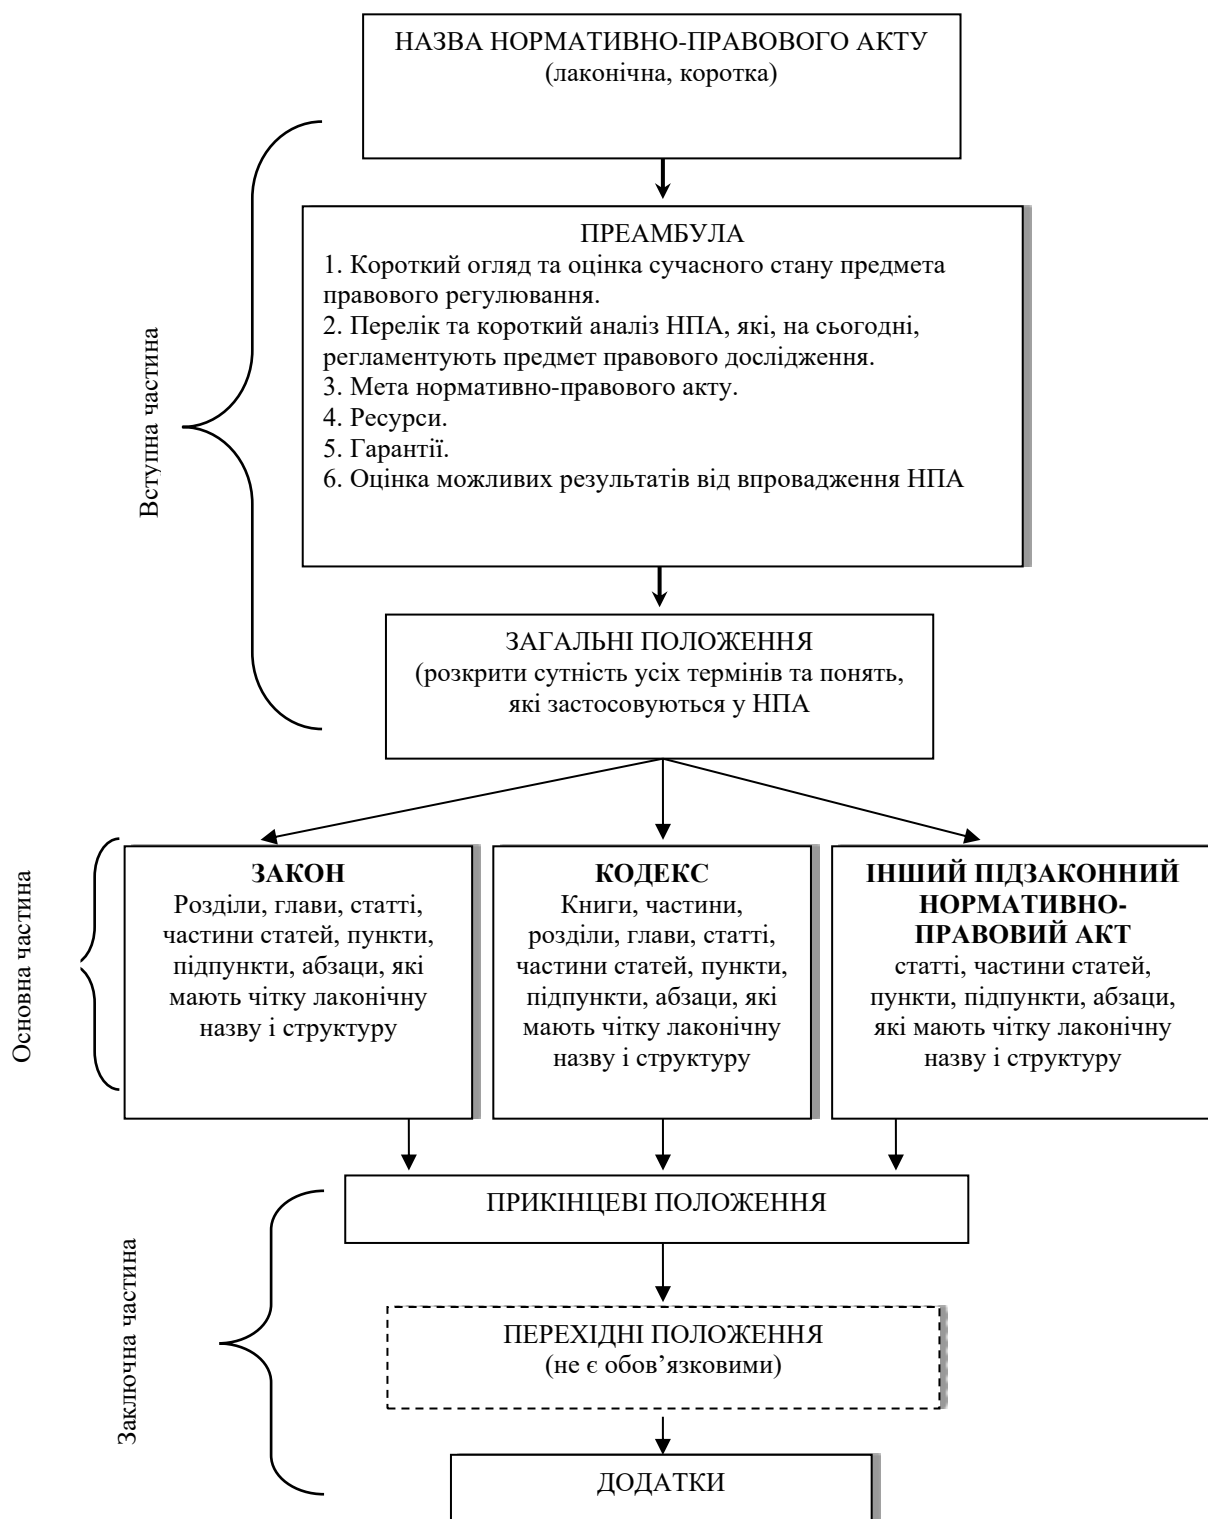 НАЗВА НОРМАТИВНО-ПРАВОВОГО АКТУ
(лаконічна, коротка)
Вступна частина
ПРЕАМБУЛА
1. Короткий огляд та оцінка сучасного стану предмета
правового регулювання.
2. Перелік та короткий аналіз НПА, які, на сьогодні,
регламентують предмет правового дослідження.
3. Мета нормативно-правового акту.
4. Ресурси.
5. Гарантії.
6. Оцінка можливих результатів від впровадження НПА
ЗАГАЛЬНІ ПОЛОЖЕННЯ
(розкрити сутність усіх термінів та понять,
які застосовуються у НПА
Основна частина
ЗАКОН
Розділи, глави, статті,
частини статей, пункти,
підпункти, абзаци, які
мають чітку лаконічну
назву і структуру
КОДЕКС
Книги, частини,
розділи, глави, статті,
частини статей, пункти,
підпункти, абзаци, які
мають чітку лаконічну
назву і структуру
ІНШИЙ ПІДЗАКОННИЙ
НОРМАТИВНО-
ПРАВОВИЙ АКТ
статті, частини статей,
пункти, підпункти, абзаци,
які мають чітку лаконічну
назву і структуру
Заключна частина
ПРИКІНЦЕВІ ПОЛОЖЕННЯ
ПЕРЕХІДНІ ПОЛОЖЕННЯ
(не є обов’язковими)
ДОДАТКИ